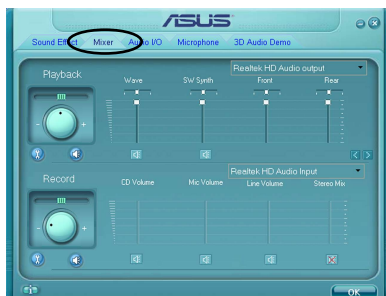 ASUS
Sound Effect Mixer Audio I/O Microphone 3D Audio Demo
Realtek HD Audio output
Playback
Wave SW Synth Front Rear
Realtek HD Audio Input
Record
CD Volume Mic Volume Line Volume Stereo Mix
OK